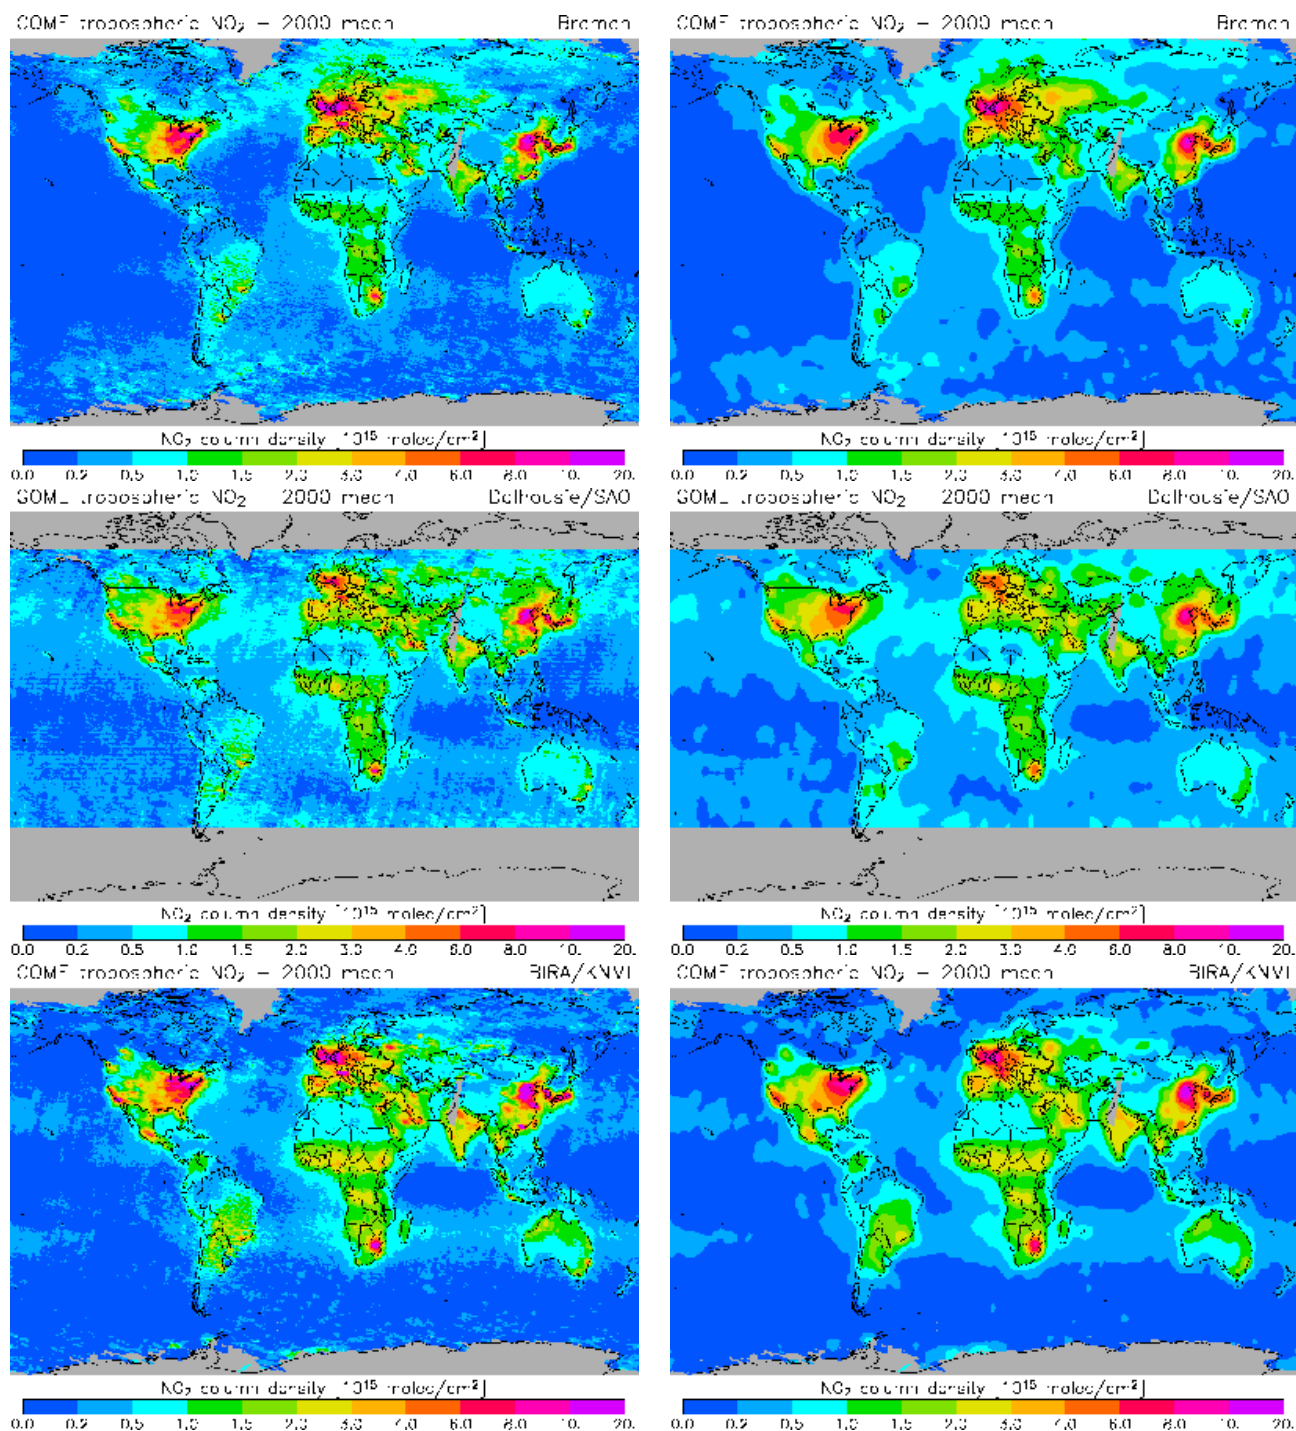 GOME tropospheric NO2 – 2000 mean Bremen
GOME tropospheric NO2 – 2000 mean Bremen
NO2 column density [10^15 molec/cm2]
0.0 0.2 0.5 1.0 1.5 2.0 3.0 4.0 6.0 8.0 10. 20.
NO2 column density [10^15 molec/cm2]
0.0 0.2 0.5 1.0 1.5 2.0 3.0 4.0 6.0 8.0 10. 20.
GOME tropospheric NO2 – 2000 mean Dalhousie/SAO
GOME tropospheric NO2 – 2000 mean Dalhousie/SAO
NO2 column density [10^15 molec/cm2]
0.0 0.2 0.5 1.0 1.5 2.0 3.0 4.0 6.0 8.0 10. 20.
NO2 column density [10^15 molec/cm2]
0.0 0.2 0.5 1.0 1.5 2.0 3.0 4.0 6.0 8.0 10. 20.
GOME tropospheric NO2 – 2000 mean BIRA/KNMI
GOME tropospheric NO2 – 2000 mean BIRA/KNMI
NO2 column density [10^15 molec/cm2]
0.0 0.2 0.5 1.0 1.5 2.0 3.0 4.0 6.0 8.0 10. 20.
NO2 column density [10^15 molec/cm2]
0.0 0.2 0.5 1.0 1.5 2.0 3.0 4.0 6.0 8.0 10. 20.